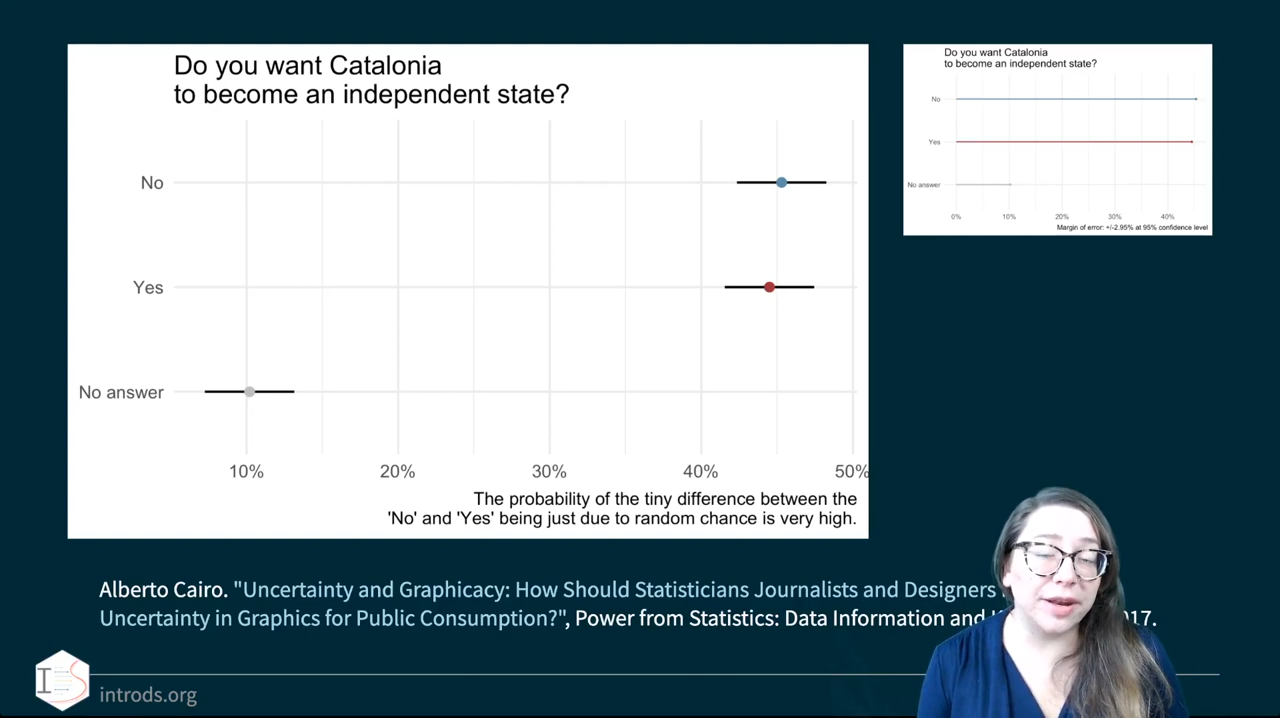 Do you want Catalonia
to become an independent state?
No
Yes
No answer
10%
20%
30%
40%
50%
The probability of the tiny difference between the
'No' and 'Yes' being just due to random chance is very high.
Do you want Catalonia
to become an independent state?
No
Yes
No answer
0%
10%
20%
30%
40%
Margin of error: +/-2.95% at 95% confidence level
Alberto Cairo. "Uncertainty and Graphicacy: How Should Statisticians Journalists and Designers
Uncertainty in Graphics for Public Consumption?", Power from Statistics: Data Information and 17.
IS
introds.org